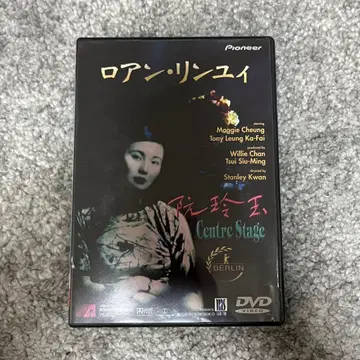 Pioneer
ロアン・リンユィ
starring
Maggie Cheung
Tony Leung Ka-Fai
produced by
Willie Chan
Tsui Siu-Ming
directed by
Stanley Kwan
阮玲玉
Centre Stage
BERLIN
DVD
VIDEO